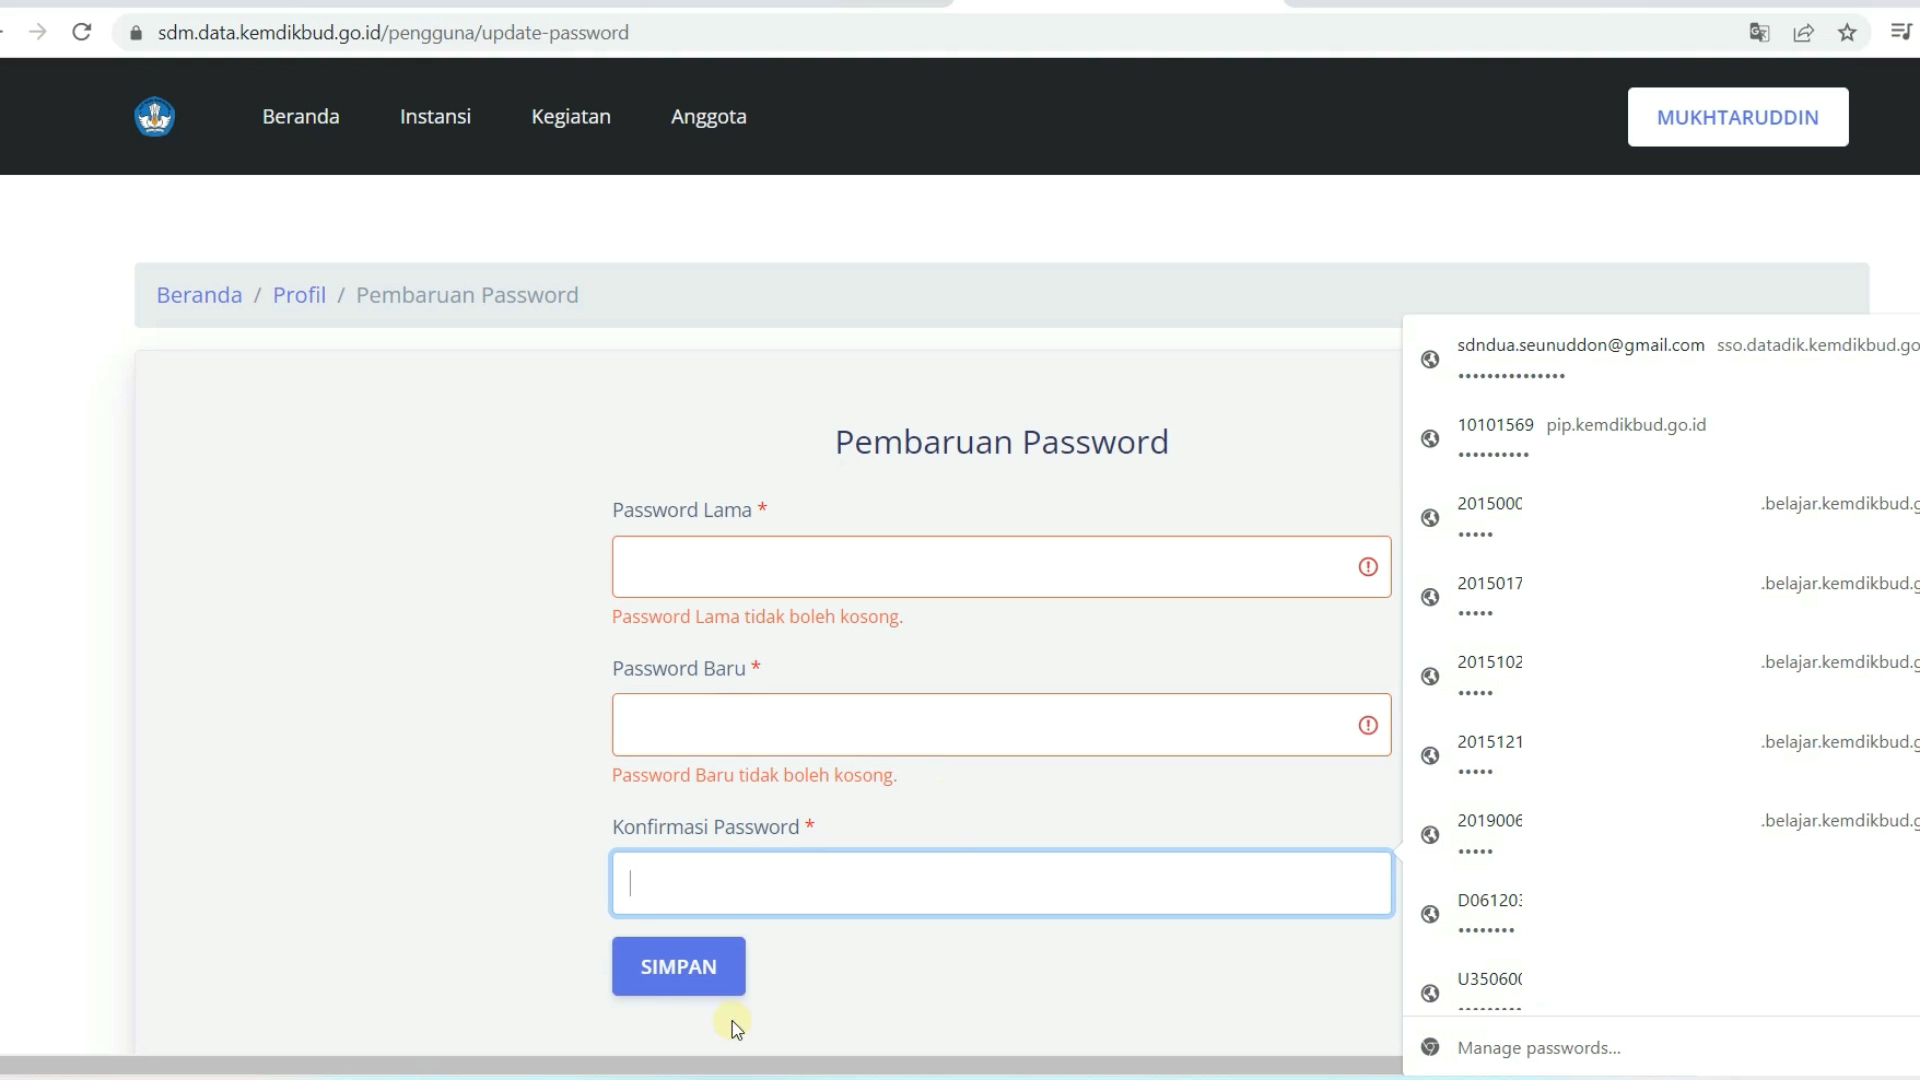 sdm.data.kemdikbud.go.id/pengguna/update-password
Beranda
Instansi
Kegiatan
Anggota
MUKHTARUDDIN
Beranda / Profil / Pembaruan Password
Pembaruan Password
Password Lama *
Password Lama tidak boleh kosong.
Password Baru *
Password Baru tidak boleh kosong.
Konfirmasi Password *
SIMPAN
sdndua.seunuddon@gmail.com sso.datadik.kemdikbud.go
•••••••••••••••
10101569 pip.kemdikbud.go.id
••••••••••
2015000 .belajar.kemdikbud.g
•••••
2015017 .belajar.kemdikbud.g
•••••
2015102 .belajar.kemdikbud.g
•••••
2015121 .belajar.kemdikbud.g
•••••
2019006 .belajar.kemdikbud.g
•••••
D061203
••••••••
U350600
•••••••••
Manage passwords...